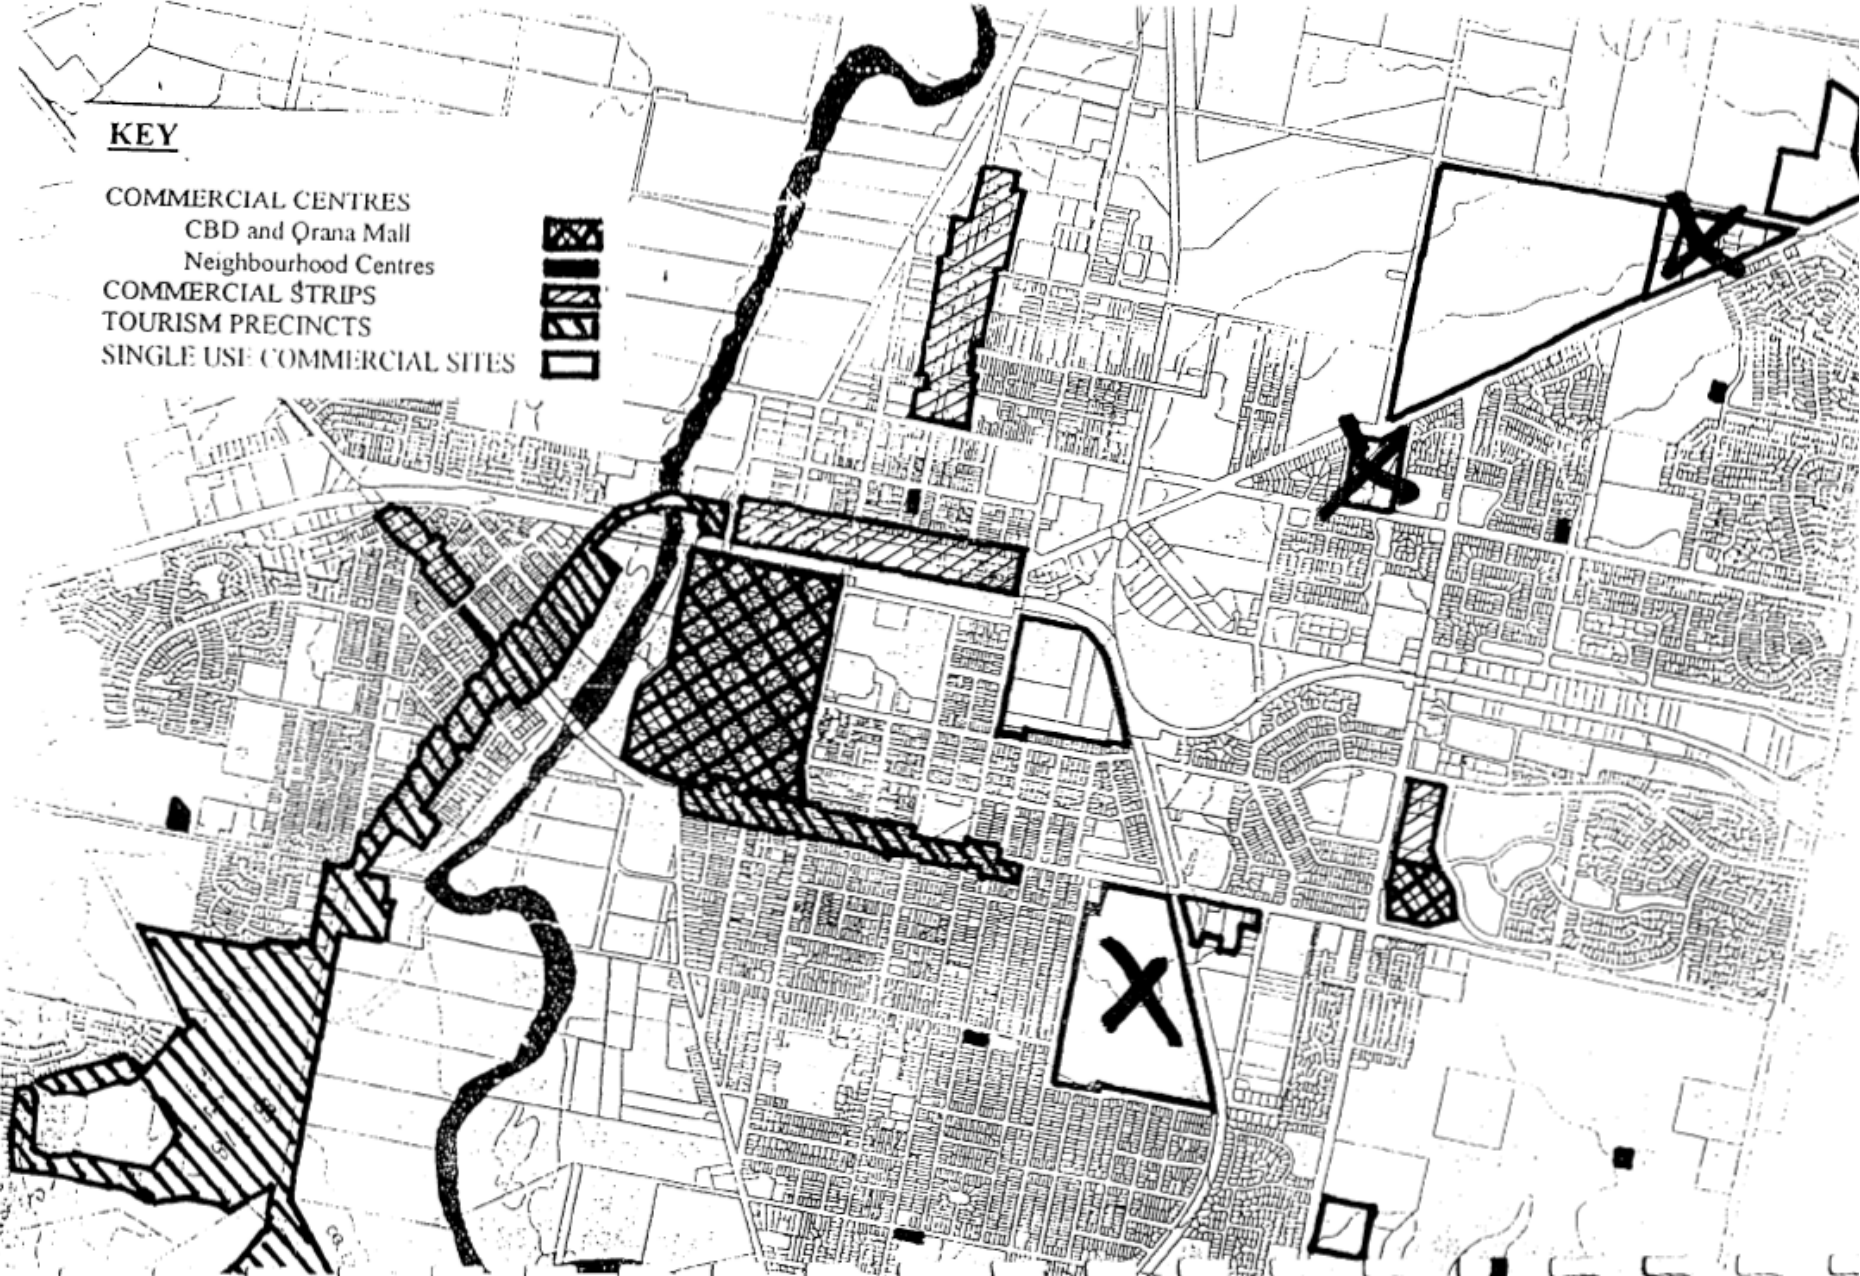 KEY
COMMERCIAL CENTRES
CBD and Orana Mall
Neighbourhood Centres
COMMERCIAL STRIPS
TOURISM PRECINCTS
SINGLE USE COMMERCIAL SITES